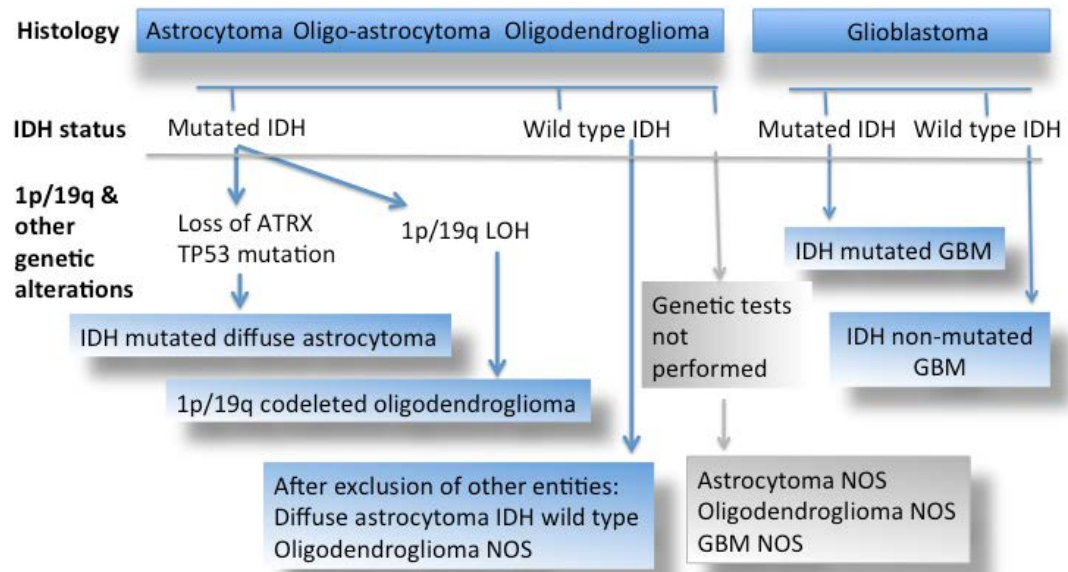 Histology
Astrocytoma Oligo-astrocytoma Oligodendroglioma
Glioblastoma
IDH status
Mutated IDH
Wild type IDH
Mutated IDH
Wild type IDH
1p/19q &
other
genetic
alterations
Loss of ATRX
TP53 mutation
1p/19q LOH
IDH mutated GBM
Genetic tests
not
performed
IDH non-mutated
GBM
IDH mutated diffuse astrocytoma
1p/19q codeleted oligodendroglioma
After exclusion of other entities:
Diffuse astrocytoma IDH wild type
Oligodendroglioma NOS
Astrocytoma NOS
Oligodendroglioma NOS
GBM NOS